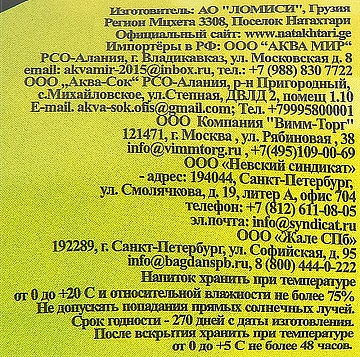 Изготовитель: АО "ЛОМИСИ", Грузия
Регион Мцхета 3308, Поселок Натахтари
Официальный сайт: www.natakhtari.ge
Импортёры в РФ: ООО “АКВА МИР“
РСО-Алания, г. Владикавказ, ул. Московская д. 8
email: akvamir-2015@inbox.ru, тел.: +7 (988) 830 7722
ООО „Аква-Сок“ РСО-Алания, р-н Пригородный,
с.Михайловское, ул.Степная, ДВЛД 2, помещ 1.10
E-mail. akva-sok.ofis@gmail.com; Tel. +79995800001
ООО Компания "Вимм-Торг"
121471, г. Москва , ул. Рябиновая , 38
info@vimmtorg.ru , +7(495)109-00-69
ООО «Невский синдикат»
- адрес: 194044, Санкт-Петербург,
ул. Смолячкова, д. 19, литер А, офис 704
телефон: +7 (812) 611-08-05
эл.почта: info@syndicat.ru
ООО «Жале СПб»
192289, г. Санкт-Петербург, ул. Софийская, д. 95
info@bagdanspb.ru, 8 (800) 444-0-222
Напиток хранить при температуре
от 0 до +20 С и относительной влажности не более 75%
Не допускать попадания прямых солнечных лучей.
Срок годности - 270 дней с даты изготовления.
После вскрытия хранить при температуре
от 0 до +5 С не более 48 часов.